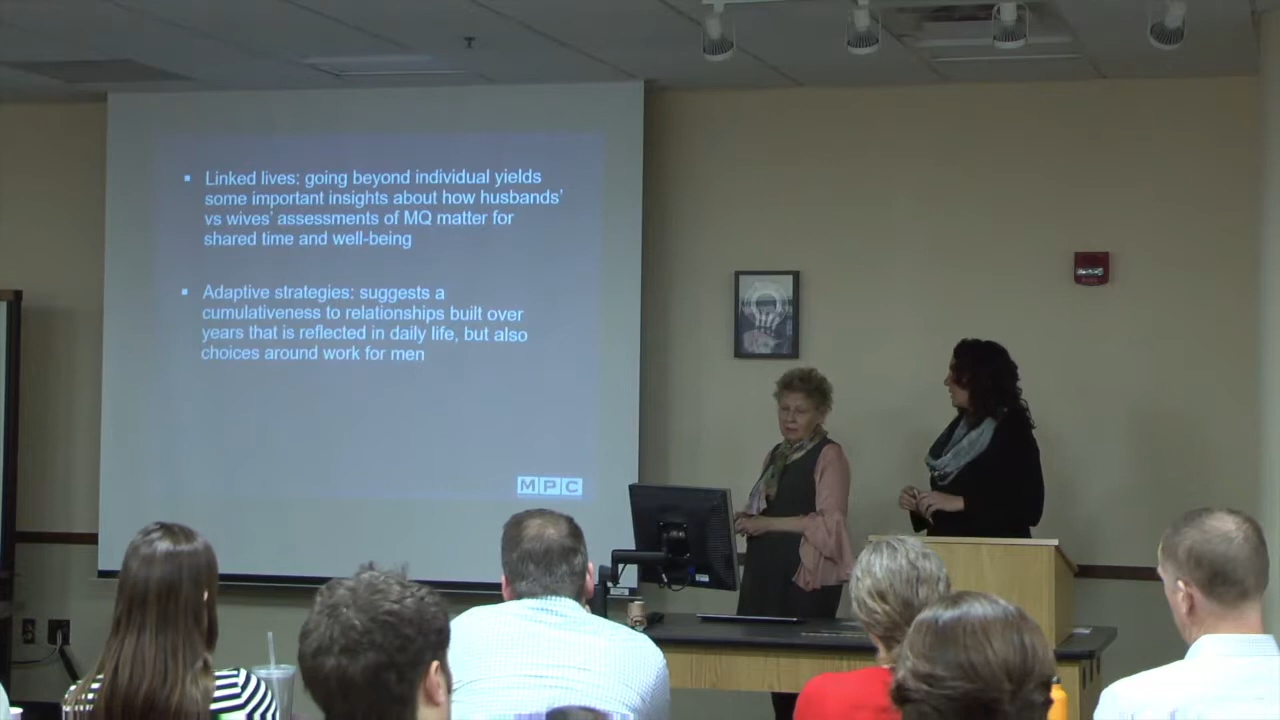 ▪ Linked lives: going beyond individual yields
some important insights about how husbands'
vs wives' assessments of MQ matter for
shared time and well-being
▪ Adaptive strategies: suggests a
cumulativeness to relationships built over
years that is reflected in daily life, but also
choices around work for men
MPC